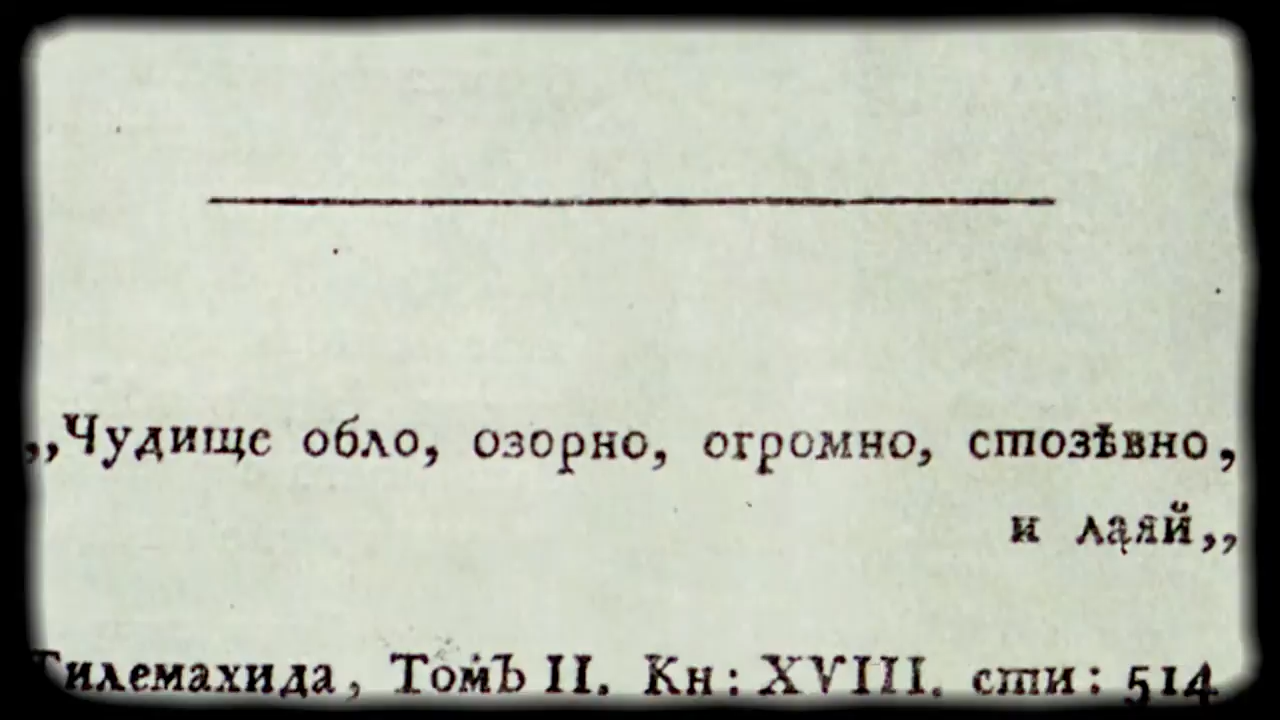 „Чудище обло, озорно, огромно, стозѣвно,
и лаяй„
Тилемахида, Томъ II. Кн: XVIII. сти: 514